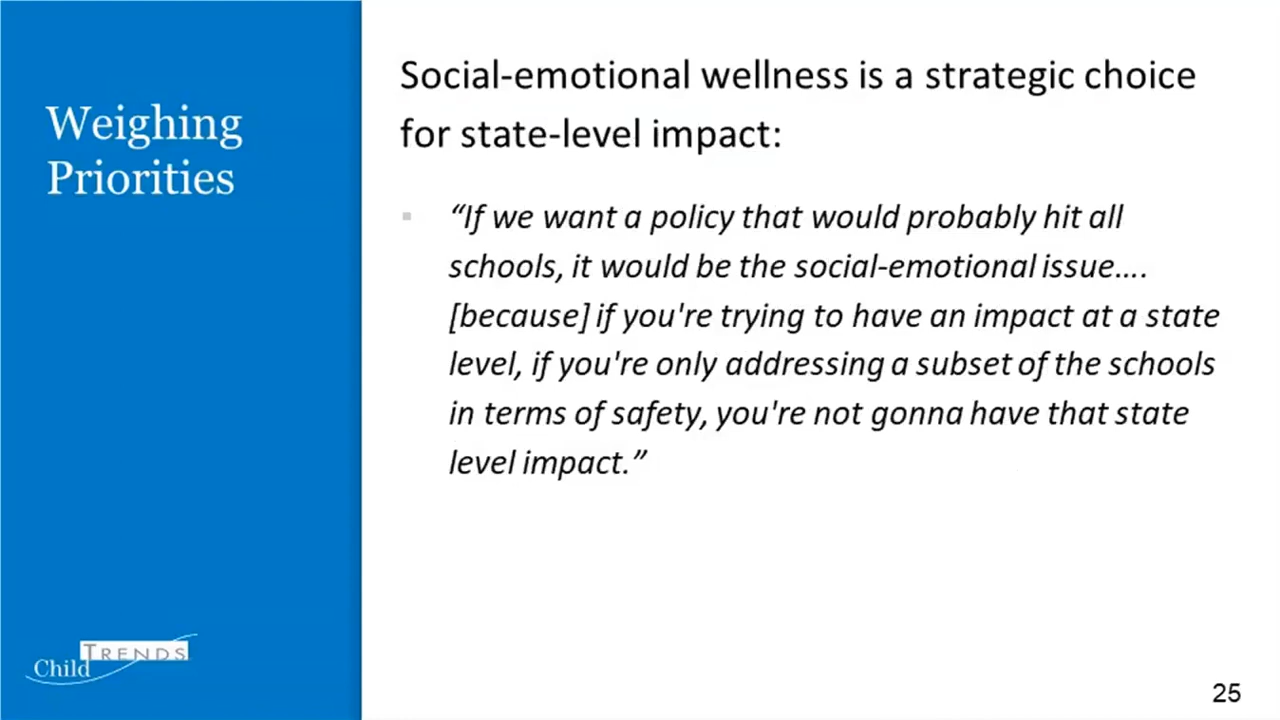 Weighing
Priorities
Social-emotional wellness is a strategic choice
for state-level impact:
“If we want a policy that would probably hit all
schools, it would be the social-emotional issue….
[because] if you're trying to have an impact at a state
level, if you're only addressing a subset of the schools
in terms of safety, you're not gonna have that state
level impact.”
Child TRENDS
25